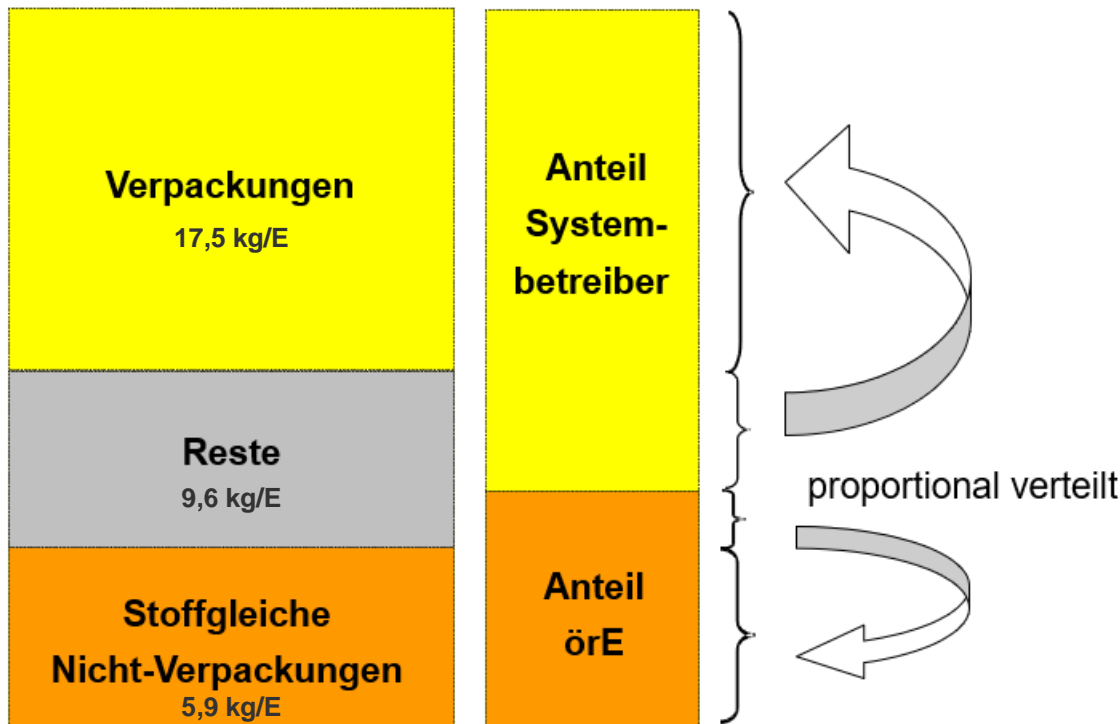 Verpackungen
17,5 kg/E
Reste
9,6 kg/E
Stoffgleiche
Nicht-Verpackungen
5,9 kg/E
Anteil
System-
betreiber
Anteil
örE
proportional verteilt